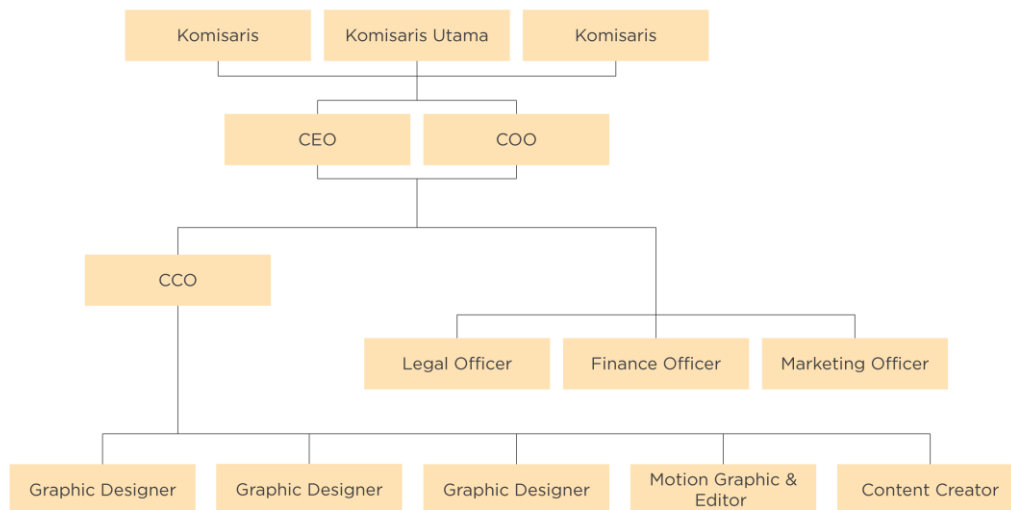 Komisaris
Komisaris Utama
Komisaris
CEO
COO
CCO
Legal Officer
Finance Officer
Marketing Officer
Graphic Designer
Graphic Designer
Graphic Designer
Motion Graphic &
Editor
Content Creator